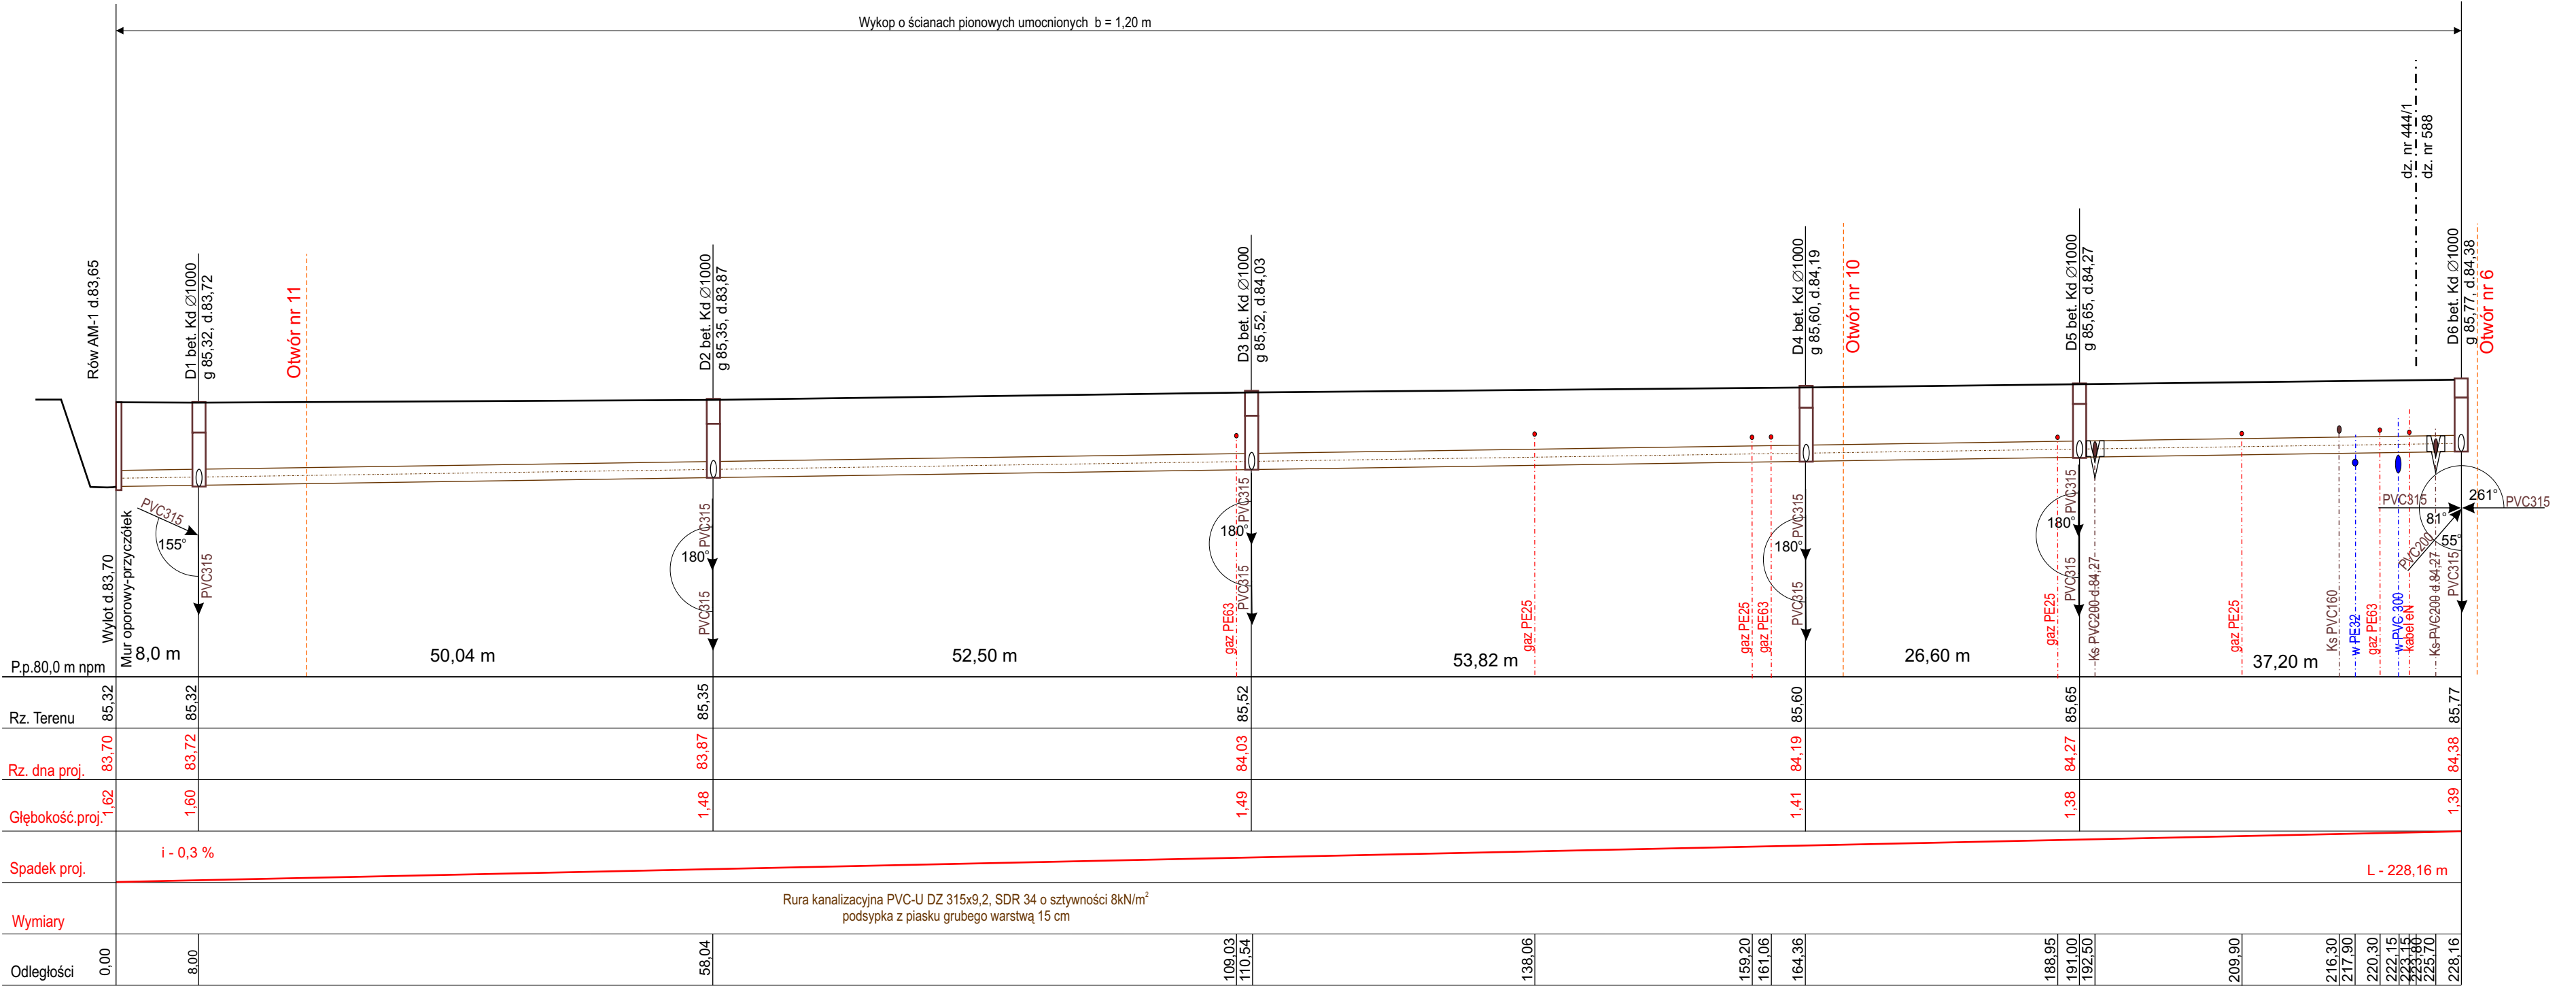 Wykop o ścianach pionowych umocnionych b = 1,20 m
dz. nr 444/1
dz. nr 588
Rów AM-1 d.83,65
D1 bet. Kd ∅1000
g 85,32, d.83,72
Otwór nr 11
D2 bet. Kd ∅1000
g 85,35, d.83,87
D3 bet. Kd ∅1000
g 85,52, d.84,03
D4 bet. Kd ∅1000
g 85,60, d.84,19
Otwór nr 10
D5 bet. Kd ∅1000
g 85,65, d.84,27
D6 bet. Kd ∅1000
g 85,77, d.84,38
Otwór nr 6
Wylot d.83,70
Mur oporowy-przyczółek
PVC315
155°
PVC315
PVC315
180°
PVC315
PVC315
180°
PVC315
gaz PE63
gaz PE25
gaz PE25
gaz PE63
PVC315
180°
PVC315
gaz PE25
PVC315
180°
PVC315
Ks PVC200 d.84,27
gaz PE25
Ks PVC160
w PE32
gaz PE63
w PVC 300
kabel eN
Ks PVC200 d.84,27
PVC315
261°
PVC315
81°
PVC200
55°
PVC315
8,0 m
50,04 m
52,50 m
53,82 m
26,60 m
37,20 m
P.p.80,0 m npm
Rz. Terenu
85,32
85,32
85,35
85,52
85,60
85,65
85,77
Rz. dna proj.
83,70
83,72
83,87
84,03
84,19
84,27
84,38
Głębokość.proj.
1,62
1,60
1,48
1,49
1,41
1,38
1,39
Spadek proj.
i - 0,3 %
L - 228,16 m
Wymiary
Rura kanalizacyjna PVC-U DZ 315x9,2, SDR 34 o sztywności 8kN/m²
podsypka z piasku grubego warstwą 15 cm
Odległości
0,00
8,00
58,04
109,03
110,54
138,06
159,20
161,06
164,36
188,95
191,00
192,50
209,90
216,30
217,90
220,30
222,15
223,15
223,80
225,70
228,16